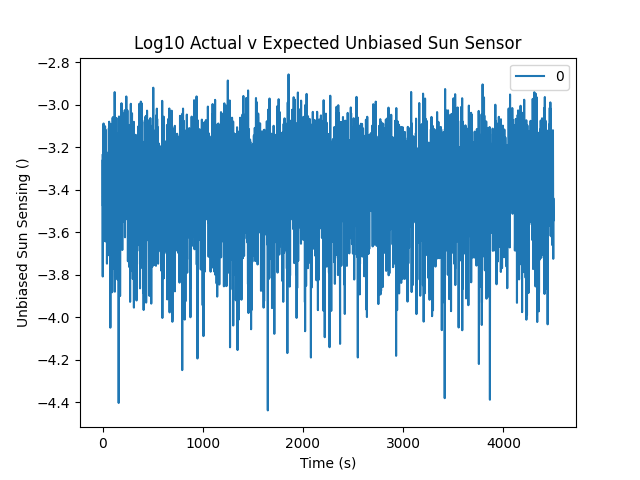 Log10 Actual v Expected Unbiased Sun Sensor
0
−2.8
−3.0
−3.2
−3.4
−3.6
−3.8
−4.0
−4.2
−4.4
Unbiased Sun Sensing ()
0 1000 2000 3000 4000
Time (s)